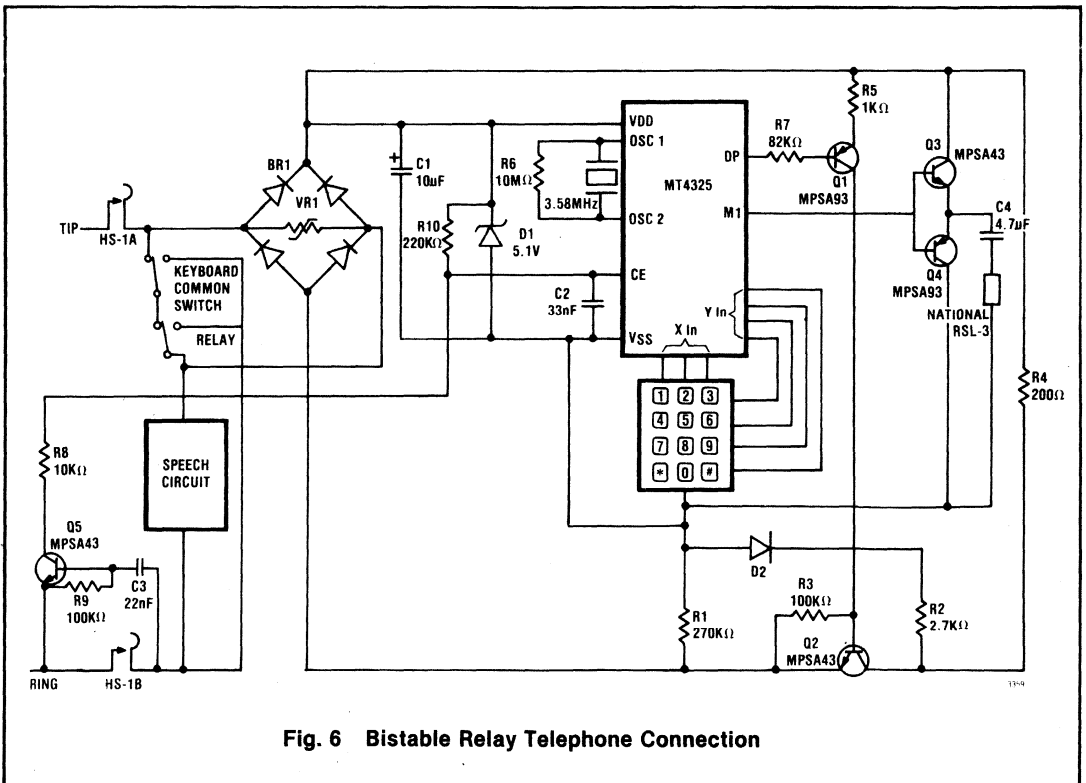 R5
1KΩ
VDD
OSC 1
R7
82KΩ
Q3
MPSA43
BR1
C1
10µF
R6
10MΩ
DP
MT4325
Q1
MPSA93
VR1
3.58MHz
M1
C4
4.7µF
TIP
HS-1A
OSC 2
R10
220KΩ
D1
5.1V
KEYBOARD
COMMON
SWITCH
CE
Q4
MPSA93
C2
33nF
Y In
NATIONAL
RSL-3
RELAY
VSS
X In
R4
200Ω
1 2 3
4 5 6
7 8 9
* 0 #
R8
10KΩ
SPEECH
CIRCUIT
Q5
MPSA43
D2
R9
100KΩ
C3
22nF
R3
100KΩ
R1
270KΩ
R2
2.7KΩ
Q2
MPSA43
RING
HS-1B
Fig. 6 Bistable Relay Telephone Connection